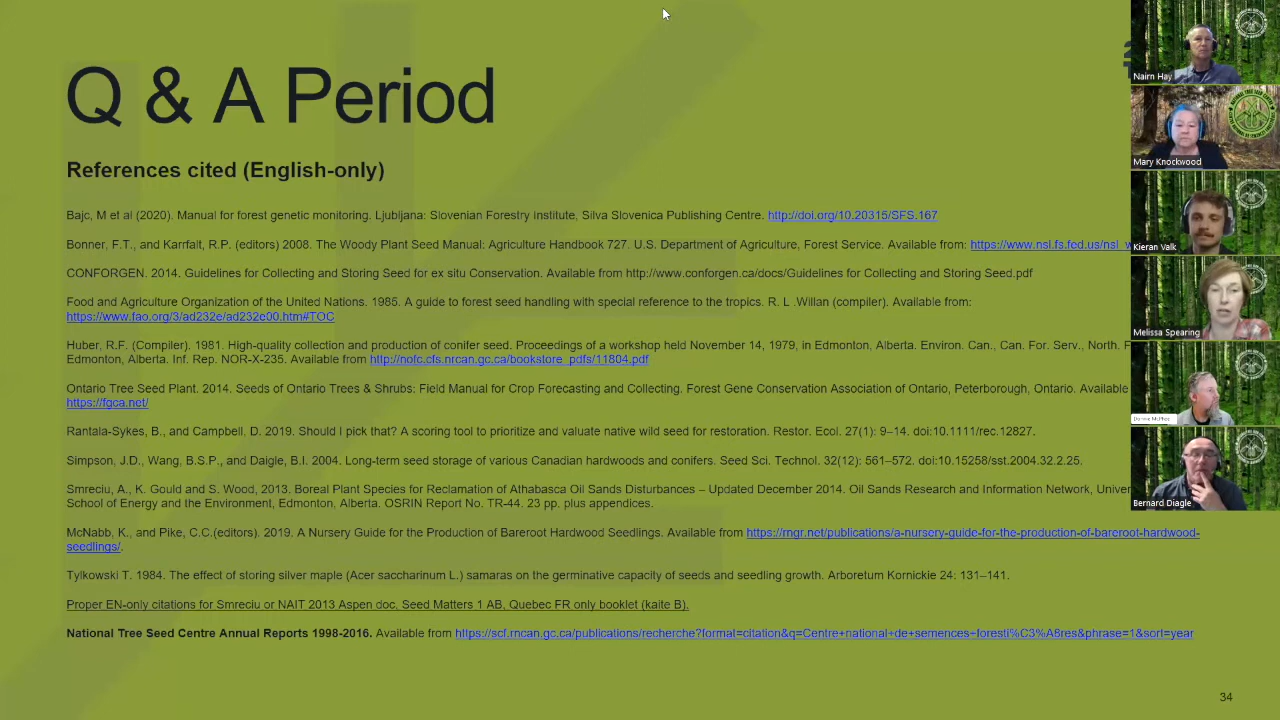 Q & A Period
References cited (English-only)
Bajc, M et al (2020). Manual for forest genetic monitoring. Ljubljana: Slovenian Forestry Institute, Silva Slovenica Publishing Centre. http://doi.org/10.20315/SFS.167
Bonner, F.T., and Karrfalt, R.P. (editors) 2008. The Woody Plant Seed Manual: Agriculture Handbook 727. U.S. Department of Agriculture, Forest Service. Available from: https://www.nsl.fs.fed.us/nsl_w
CONFORGEN. 2014. Guidelines for Collecting and Storing Seed for ex situ Conservation. Available from http://www.conforgen.ca/docs/Guidelines for Collecting and Storing Seed.pdf
Food and Agriculture Organization of the United Nations. 1985. A guide to forest seed handling with special reference to the tropics. R. L .Willan (compiler). Available from:
https://www.fao.org/3/ad232e/ad232e00.htm#TOC
Huber, R.F. (Compiler). 1981. High-quality collection and production of conifer seed. Proceedings of a workshop held November 14, 1979, in Edmonton, Alberta. Environ. Can., Can. For. Serv., North. F
Edmonton, Alberta. Inf. Rep. NOR-X-235. Available from http://nofc.cfs.nrcan.gc.ca/bookstore_pdfs/11804.pdf
Ontario Tree Seed Plant. 2014. Seeds of Ontario Trees & Shrubs: Field Manual for Crop Forecasting and Collecting. Forest Gene Conservation Association of Ontario, Peterborough, Ontario. Available
https://fgca.net/
Rantala-Sykes, B., and Campbell, D. 2019. Should I pick that? A scoring tool to prioritize and valuate native wild seed for restoration. Restor. Ecol. 27(1): 9–14. doi:10.1111/rec.12827.
Simpson, J.D., Wang, B.S.P., and Daigle, B.I. 2004. Long-term seed storage of various Canadian hardwoods and conifers. Seed Sci. Technol. 32(12): 561–572. doi:10.15258/sst.2004.32.2.25.
Smreciu, A., K. Gould and S. Wood, 2013. Boreal Plant Species for Reclamation of Athabasca Oil Sands Disturbances – Updated December 2014. Oil Sands Research and Information Network, Univer
School of Energy and the Environment, Edmonton, Alberta. OSRIN Report No. TR-44. 23 pp. plus appendices.
McNabb, K., and Pike, C.C.(editors). 2019. A Nursery Guide for the Production of Bareroot Hardwood Seedlings. Available from https://rngr.net/publications/a-nursery-guide-for-the-production-of-bareroot-hardwood-
seedlings/.
Tylkowski T. 1984. The effect of storing silver maple (Acer saccharinum L.) samaras on the germinative capacity of seeds and seedling growth. Arboretum Kornickie 24: 131–141.
Proper EN-only citations for Smreciu or NAIT 2013 Aspen doc, Seed Matters 1 AB, Quebec FR only booklet (kaite B).
National Tree Seed Centre Annual Reports 1998-2016. Available from https://scf.rncan.gc.ca/publications/recherche?format=citation&q=Centre+national+de+semences+foresti%C3%A8res&phrase=1&sort=year
34
Nairn Hay
Mary Knockwood
Kieran Valk
Melissa Spearing
Donnie McPhee
Bernard Diagle